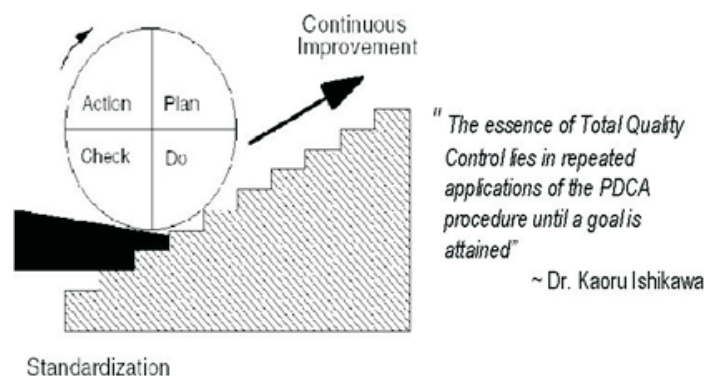 Continuous
Improvement
Action Plan
Check Do
" The essence of Total Quality
Control lies in repeated
applications of the PDCA
procedure until a goal is
attained"
~ Dr. Kaoru Ishikawa
Standardization